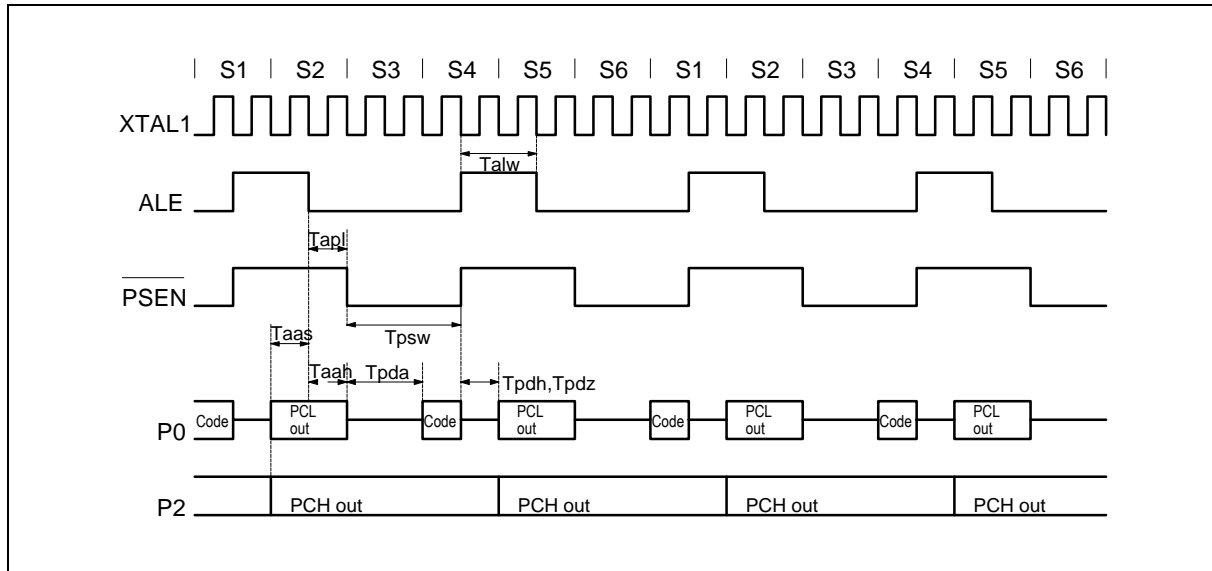 | S1 | S2 | S3 | S4 | S5 | S6 | S1 | S2 | S3 | S4 | S5 | S6 |
XTAL1
Talw
ALE
Tapl
PSEN
Taas
Tpsw
Taah Tpda
Tpdh,Tpdz
P0 Code PCL out Code PCL out Code PCL out Code PCL out
P2 PCH out PCH out PCH out PCH out